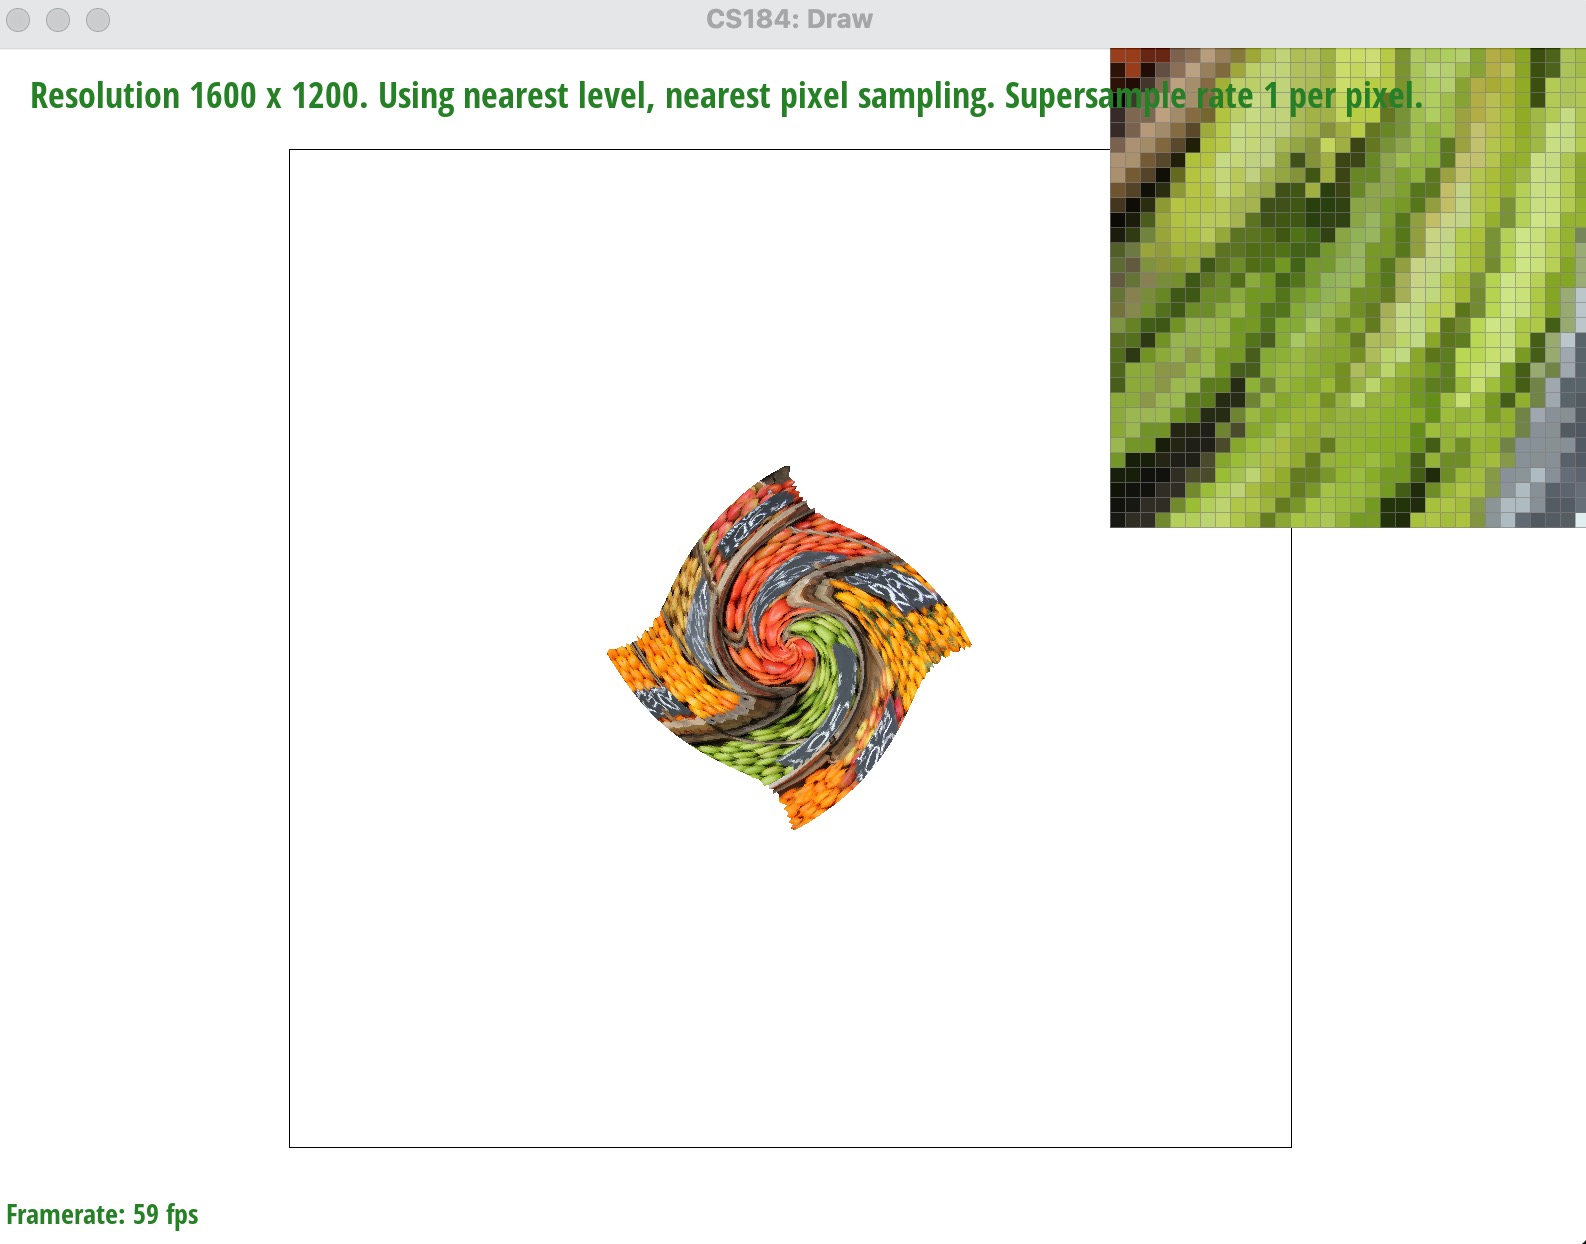 CS184: Draw
Resolution 1600 x 1200. Using nearest level, nearest pixel sampling. Supersample rate 1 per pixel.
Framerate: 59 fps